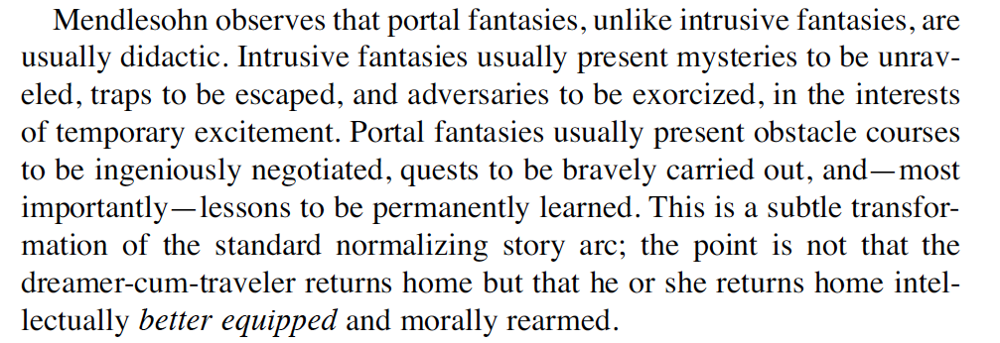 Mendlesohn observes that portal fantasies, unlike intrusive fantasies, are
usually didactic. Intrusive fantasies usually present mysteries to be unrav-
eled, traps to be escaped, and adversaries to be exorcized, in the interests
of temporary excitement. Portal fantasies usually present obstacle courses
to be ingeniously negotiated, quests to be bravely carried out, and—most
importantly—lessons to be permanently learned. This is a subtle transfor-
mation of the standard normalizing story arc; the point is not that the
dreamer-cum-traveler returns home but that he or she returns home intel-
lectually better equipped and morally rearmed.